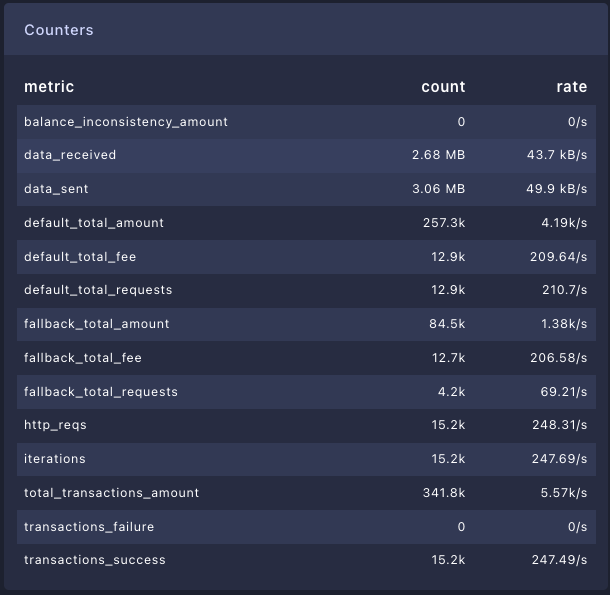 Counters
metric count rate
balance_inconsistency_amount 0 0/s
data_received 2.68 MB 43.7 kB/s
data_sent 3.06 MB 49.9 kB/s
default_total_amount 257.3k 4.19k/s
default_total_fee 12.9k 209.64/s
default_total_requests 12.9k 210.7/s
fallback_total_amount 84.5k 1.38k/s
fallback_total_fee 12.7k 206.58/s
fallback_total_requests 4.2k 69.21/s
http_reqs 15.2k 248.31/s
iterations 15.2k 247.69/s
total_transactions_amount 341.8k 5.57k/s
transactions_failure 0 0/s
transactions_success 15.2k 247.49/s